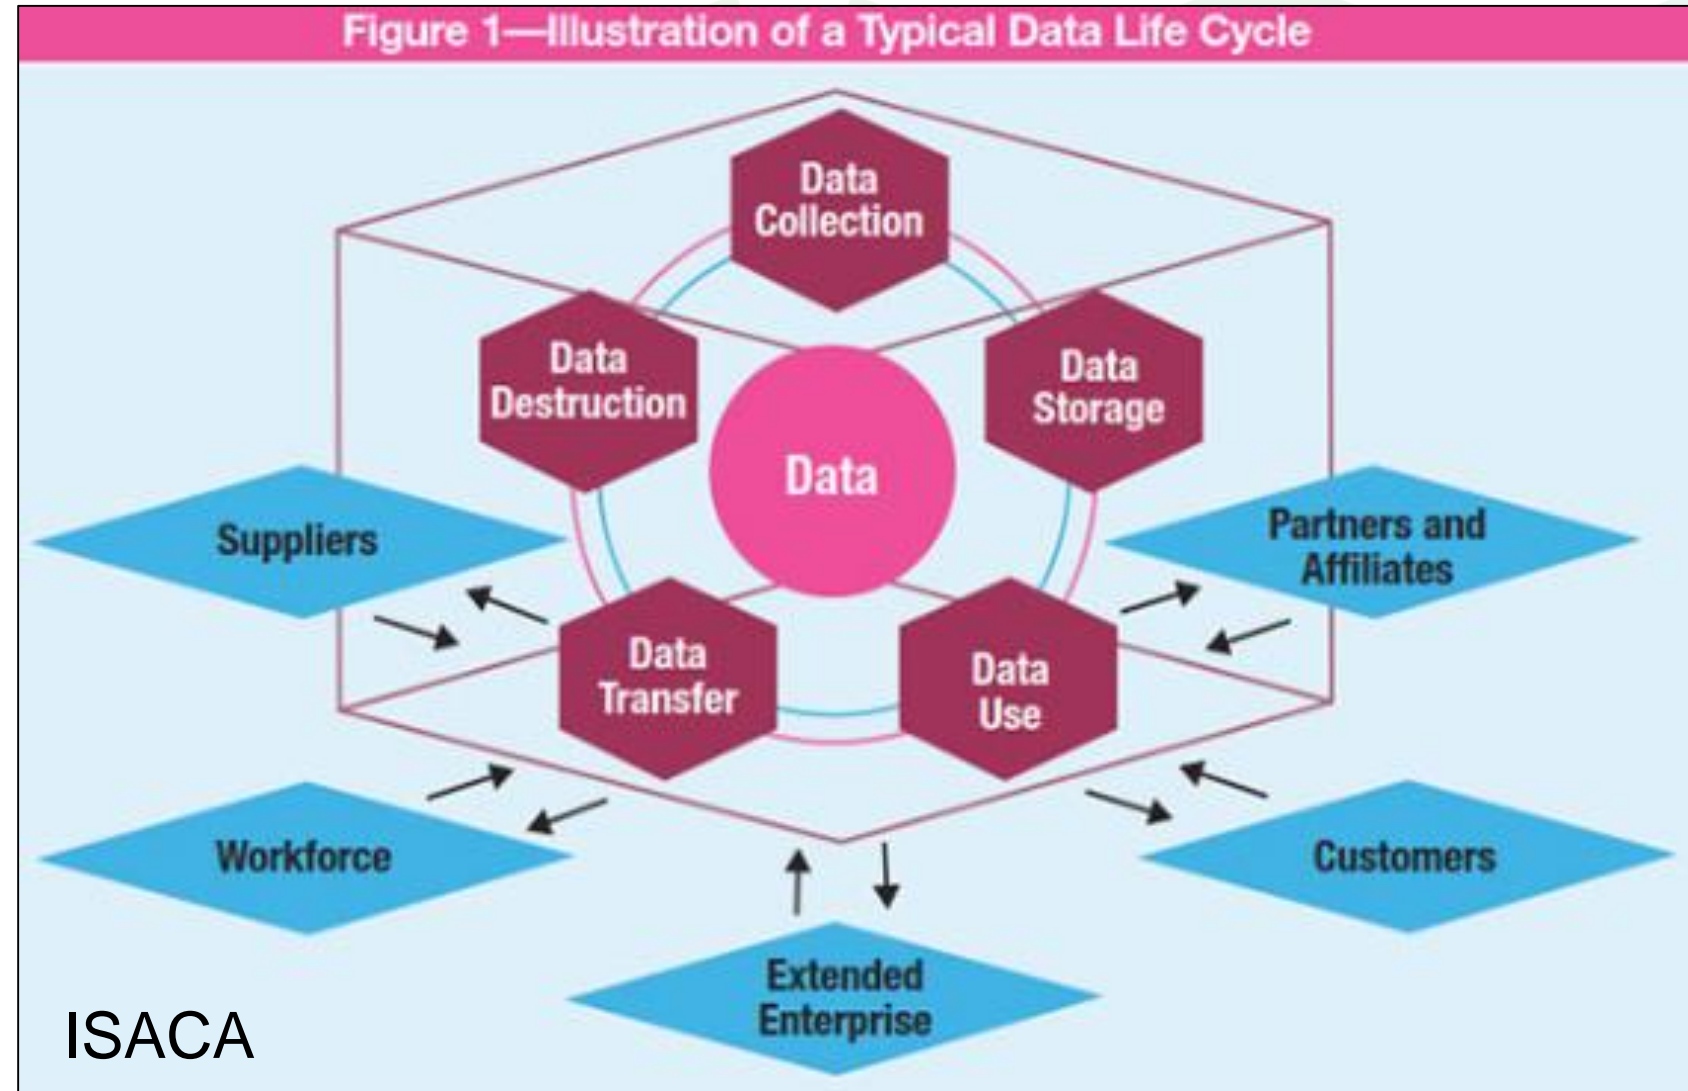 Figure 1—Illustration of a Typical Data Life Cycle
Data
Collection
Data
Destruction
Data
Storage
Data
Suppliers
Partners and
Affiliates
Data
Transfer
Data
Use
Workforce
Customers
Extended
Enterprise
ISACA